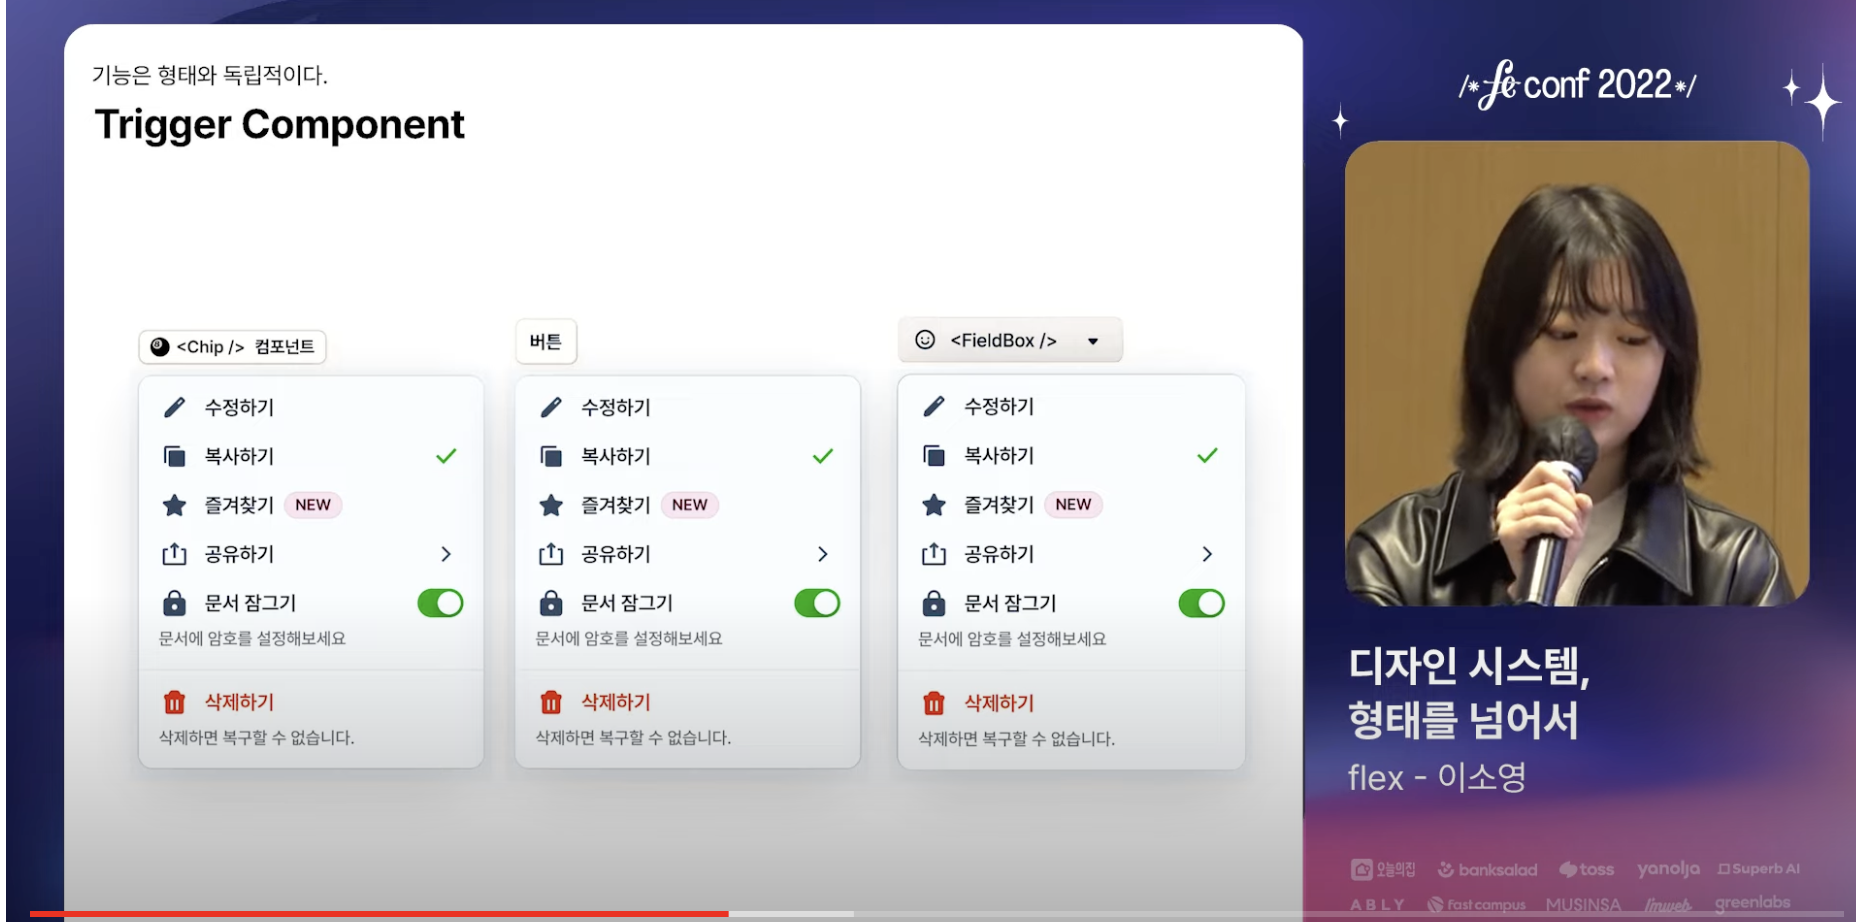 기능은 형태와 독립적이다.
Trigger Component
<Chip /> 컴포넌트
수정하기
복사하기
즐겨찾기 NEW
공유하기
문서 잠그기
문서에 암호를 설정해보세요
삭제하기
삭제하면 복구할 수 없습니다.
버튼
수정하기
복사하기
즐겨찾기 NEW
공유하기
문서 잠그기
문서에 암호를 설정해보세요
삭제하기
삭제하면 복구할 수 없습니다.
<FieldBox />
수정하기
복사하기
즐겨찾기 NEW
공유하기
문서 잠그기
문서에 암호를 설정해보세요
삭제하기
삭제하면 복구할 수 없습니다.
/*fe conf 2022*/
디자인 시스템,
형태를 넘어서
flex - 이소영
오늘의집 banksalad toss yanolja Superb AI
ABLY fast campus MUSINSA imweb greenlabs